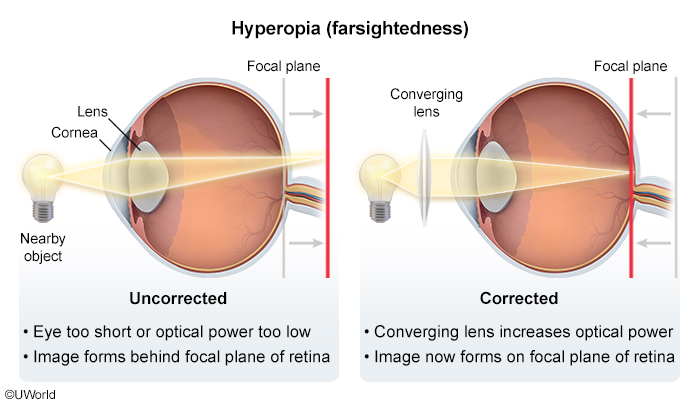 Hyperopia (farsightedness)
Focal plane
Lens
Cornea
Nearby
object
Uncorrected
• Eye too short or optical power too low
• Image forms behind focal plane of retina
Focal plane
Converging
lens
Corrected
• Converging lens increases optical power
• Image now forms on focal plane of retina
©UWorld